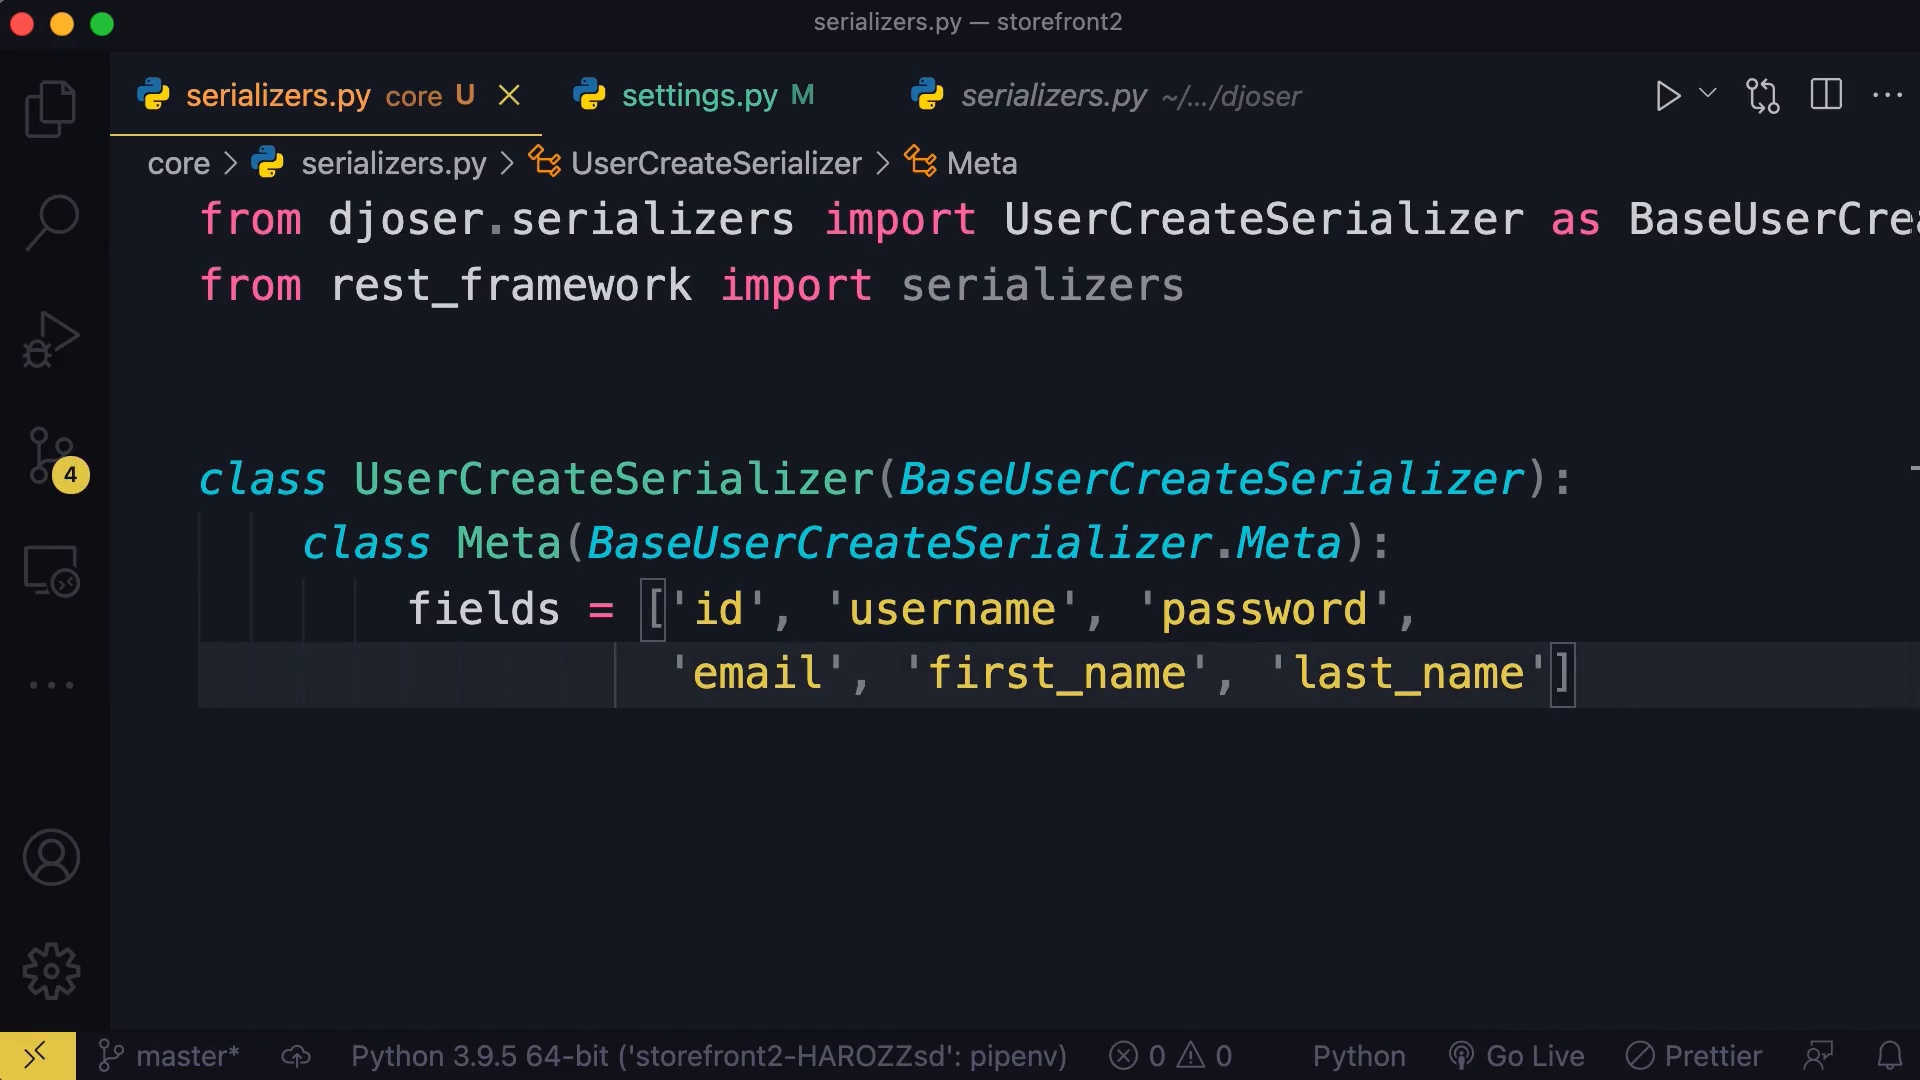 serializers.py — storefront2
serializers.py core U settings.py M serializers.py ~/.../djoser
core > serializers.py > UserCreateSerializer > Meta
from djoser.serializers import UserCreateSerializer as BaseUserCrea
from rest_framework import serializers
class UserCreateSerializer(BaseUserCreateSerializer):
class Meta(BaseUserCreateSerializer.Meta):
fields = ['id', 'username', 'password',
'email', 'first_name', 'last_name']
4
master* Python 3.9.5 64-bit ('storefront2-HAROZZsd': pipenv) 0 0 Python Go Live Prettier